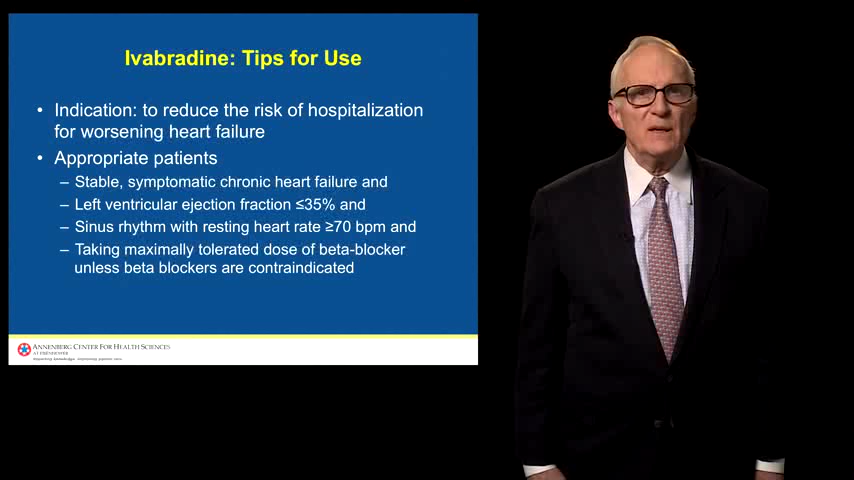 Ivabradine: Tips for Use
• Indication: to reduce the risk of hospitalization
for worsening heart failure
• Appropriate patients
– Stable, symptomatic chronic heart failure and
– Left ventricular ejection fraction ≤35% and
– Sinus rhythm with resting heart rate ≥70 bpm and
– Taking maximally tolerated dose of beta-blocker
unless beta blockers are contraindicated
ANNENBERG CENTER FOR HEALTH SCIENCES
AT EISENHOWER